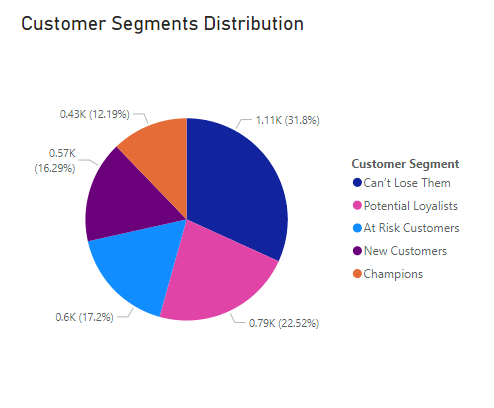 Customer Segments Distribution
0.43K (12.19%)
1.11K (31.8%)
0.57K
(16.29%)
0.6K (17.2%)
0.79K (22.52%)
Customer Segment
Can't Lose Them
Potential Loyalists
At Risk Customers
New Customers
Champions